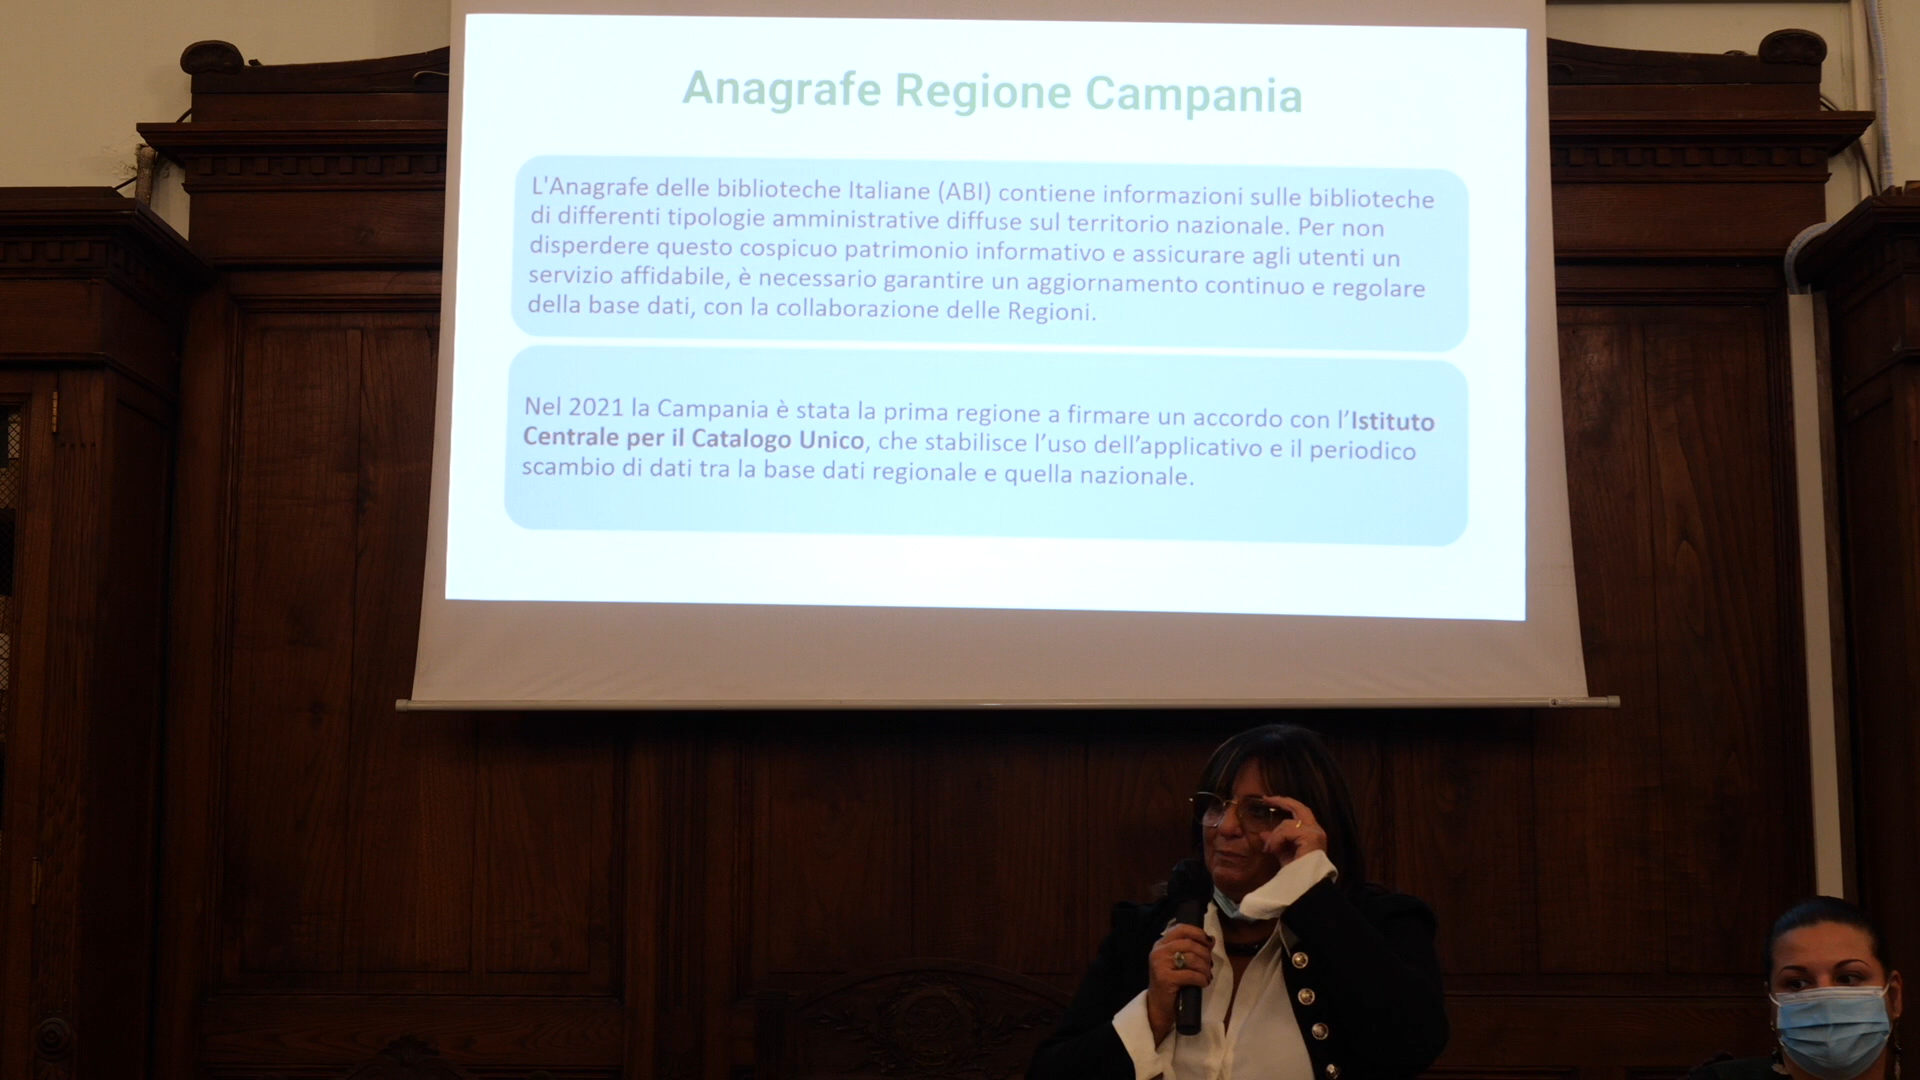 Anagrafe Regione Campania
L'Anagrafe delle biblioteche Italiane (ABI) contiene informazioni sulle biblioteche
di differenti tipologie amministrative diffuse sul territorio nazionale. Per non
disperdere questo cospicuo patrimonio informativo e assicurare agli utenti un
servizio affidabile, è necessario garantire un aggiornamento continuo e regolare
della base dati, con la collaborazione delle Regioni.
Nel 2021 la Campania è stata la prima regione a firmare un accordo con l’Istituto
Centrale per il Catalogo Unico, che stabilisce l’uso dell’applicativo e il periodico
scambio di dati tra la base dati regionale e quella nazionale.